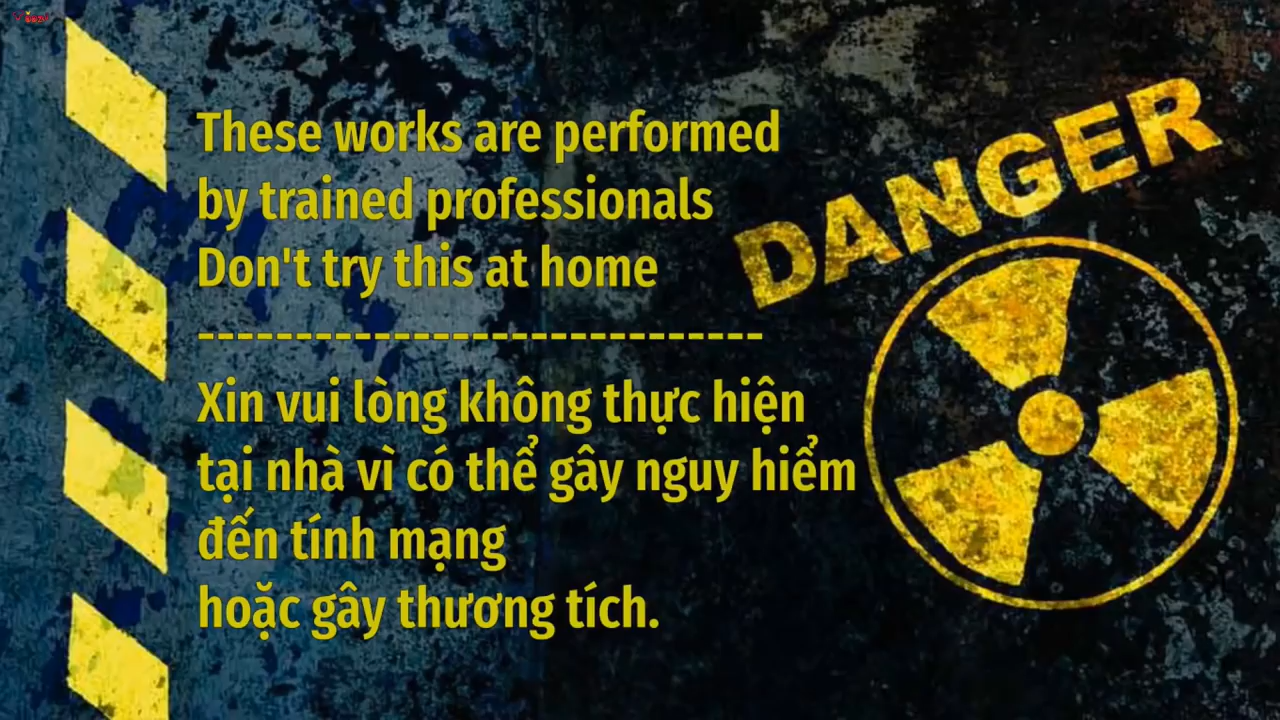 These works are performed
by trained professionals
Don't try this at home
-----------------------------
Xin vui lòng không thực hiện
tại nhà vì có thể gây nguy hiểm
đến tính mạng
hoặc gây thương tích.
DANGER